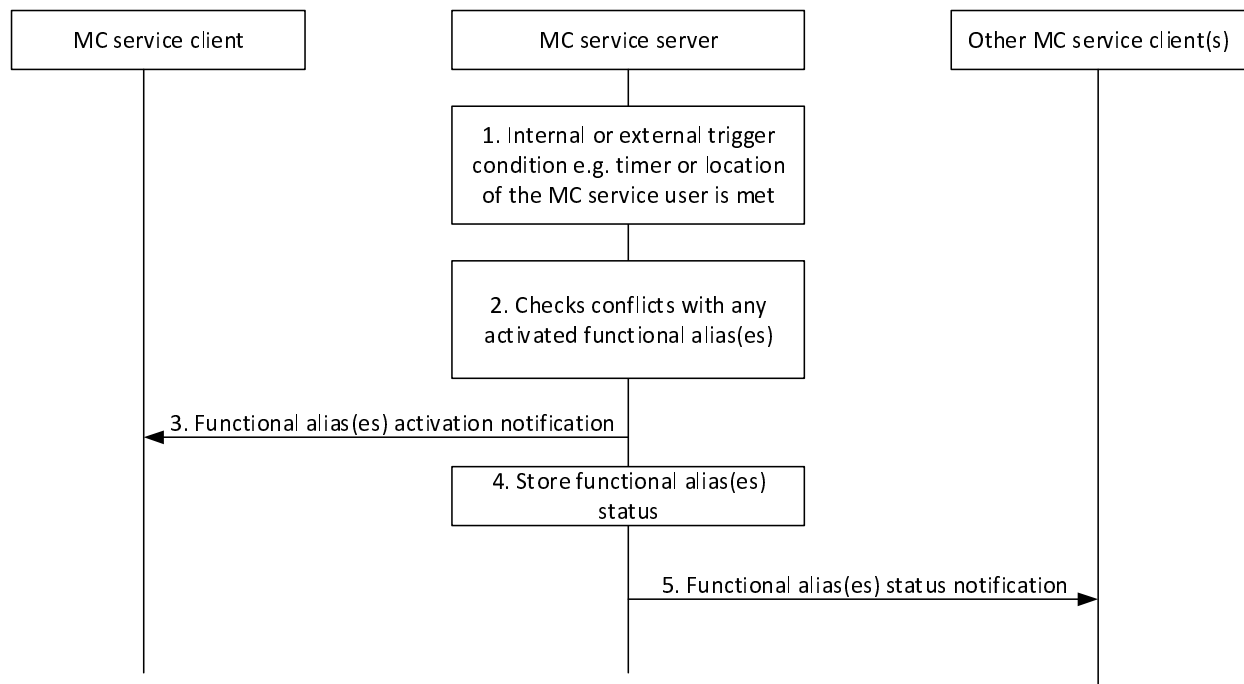 MC service client
MC service server
Other MC service client(s)
1. Internal or external trigger
condition e.g. timer or location
of the MC service user is met
2. Checks conflicts with any
activated functional alias(es)
3. Functional alias(es) activation notification
4. Store functional alias(es)
status
5. Functional alias(es) status notification